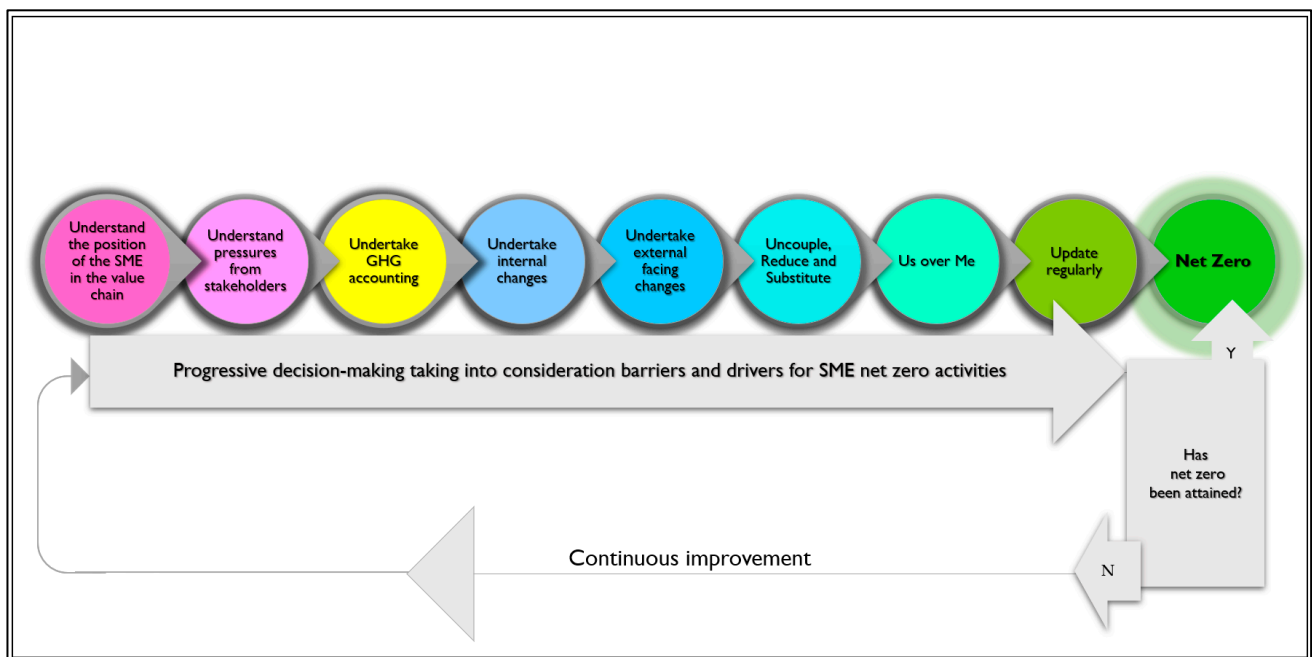 Understand
the position
of the SME
in the value
chain
Understand
pressures
from
stakeholders
Undertake
GHG
accounting
Undertake
internal
changes
Undertake
external
facing
changes
Uncouple,
Reduce and
Substitute
Us over Me
Update
regularly
Net Zero
Progressive decision-making taking into consideration barriers and drivers for SME net zero activities
Y
Has
net zero
been attained?
N
Continuous improvement